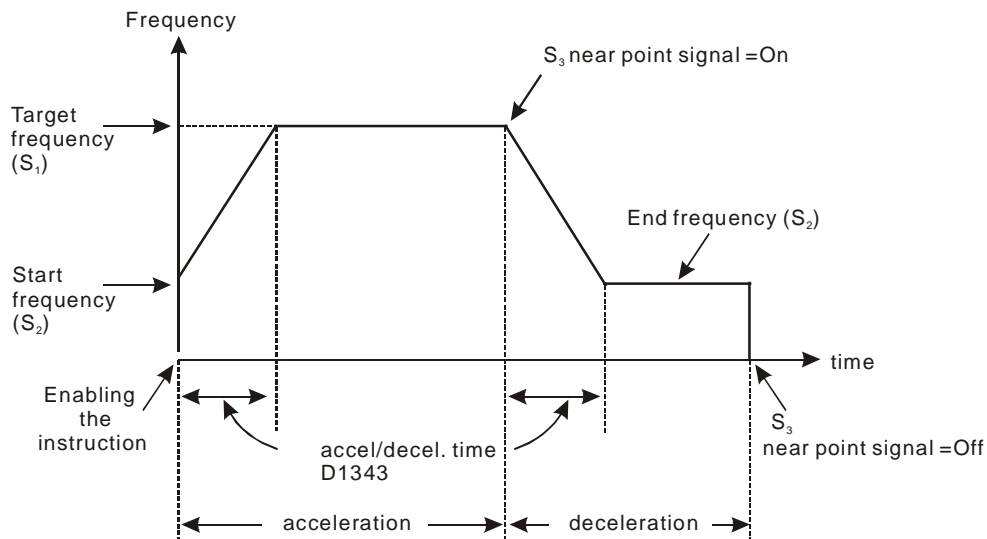 Frequency
S₃ near point signal =On
Target
frequency
(S₁)
End frequency (S₂)
Start
frequency
(S₂)
time
Enabling
the
instruction
accel/decel. time
D1343
S₃
near point signal =Off
acceleration
deceleration